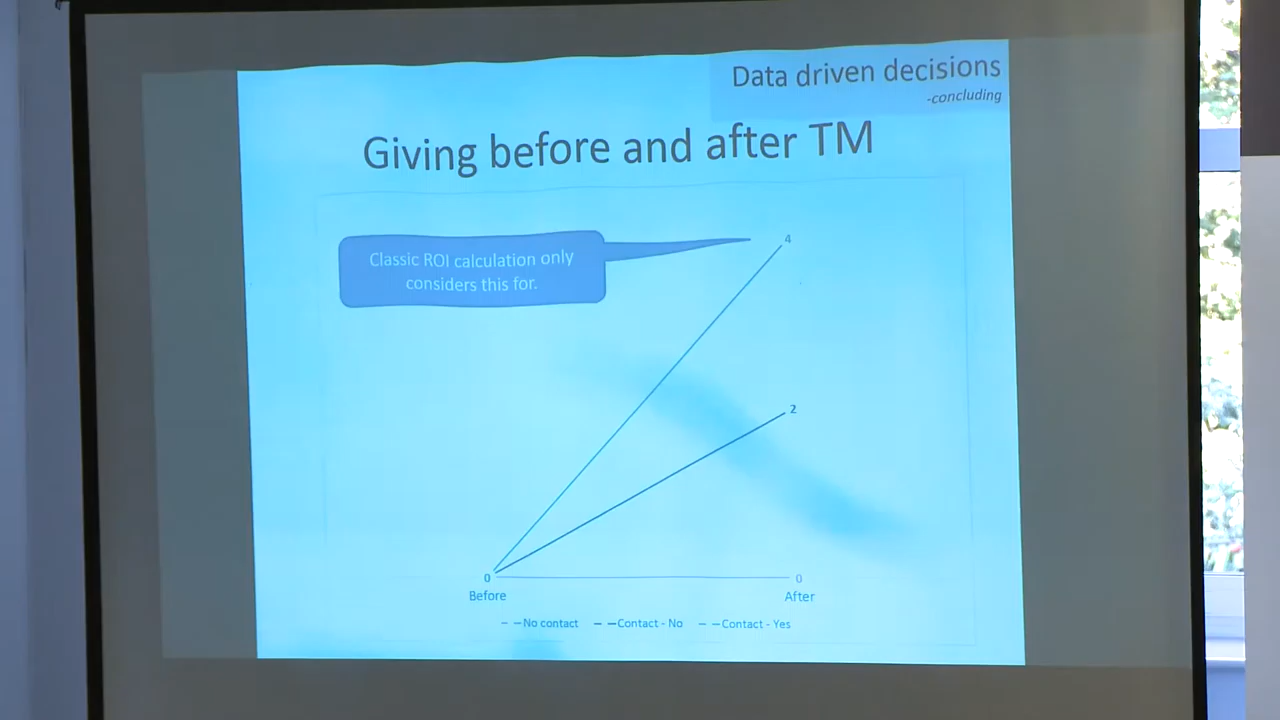 Data driven decisions
-concluding
Giving before and after TM
Classic ROI calculation only
considers this for.
4
2
0
0
Before
After
No contact
Contact - No
Contact - Yes